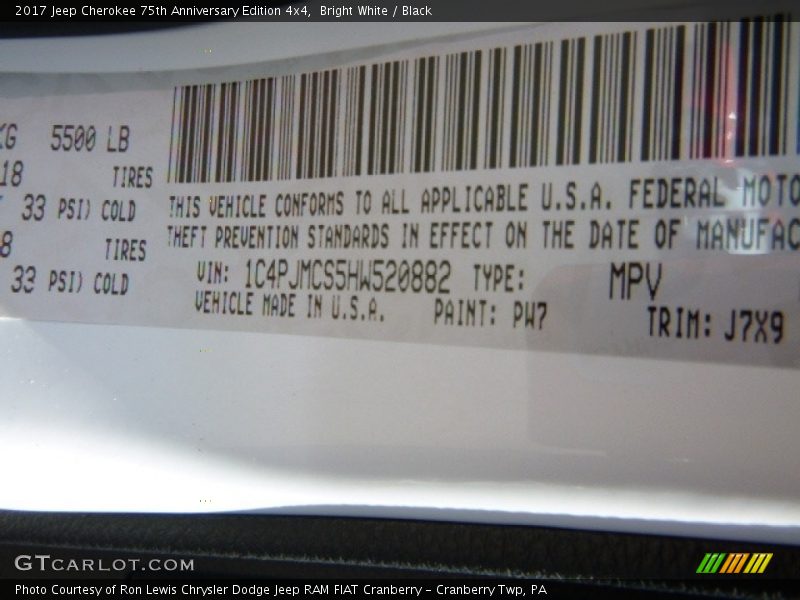 2017 Jeep Cherokee 75th Anniversary Edition 4x4,  Bright White / Black
KG 5500 LB
18 TIRES
33 PSI) COLD
8 TIRES
33 PSI) COLD
THIS VEHICLE CONFORMS TO ALL APPLICABLE U.S.A. FEDERAL MOTO
THEFT PREVENTION STANDARDS IN EFFECT ON THE DATE OF MANUFAC
VIN: 1C4PJMCS5HW520882 TYPE: MPV
VEHICLE MADE IN U.S.A. PAINT: PW7 TRIM: J7X9
GTCARLOT.COM
Photo Courtesy of Ron Lewis Chrysler Dodge Jeep RAM FIAT Cranberry – Cranberry Twp, PA